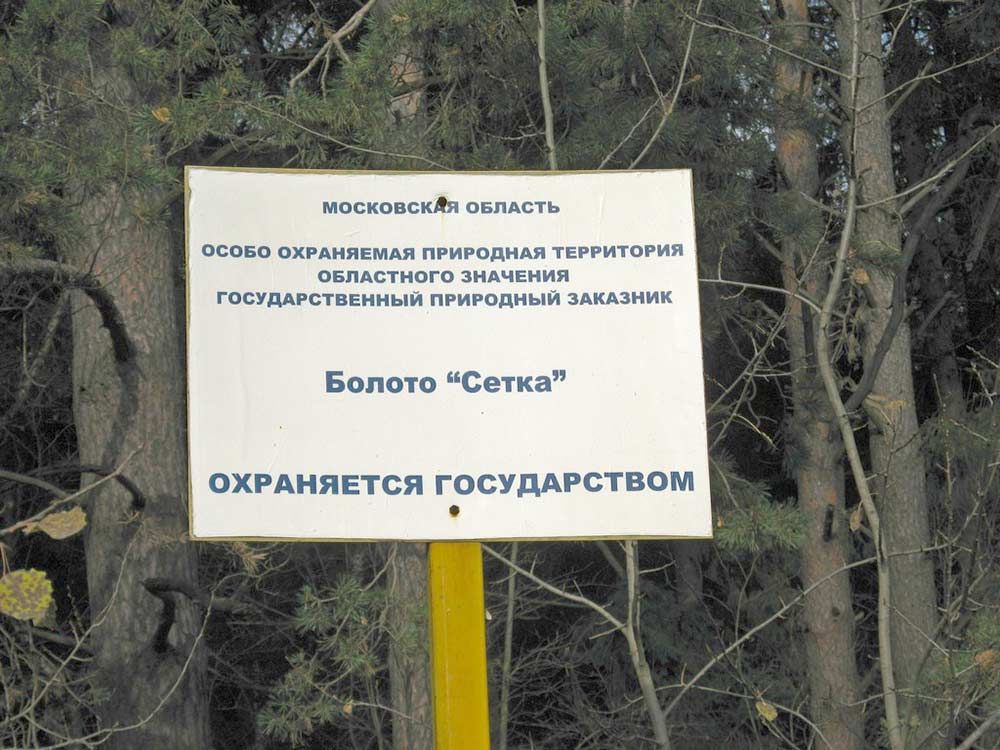 МОСКОВСКАЯ ОБЛАСТЬ
ОСОБО ОХРАНЯЕМАЯ ПРИРОДНАЯ ТЕРРИТОРИЯ
ОБЛАСТНОГО ЗНАЧЕНИЯ
ГОСУДАРСТВЕННЫЙ ПРИРОДНЫЙ ЗАКАЗНИК
Болото “Сетка”
ОХРАНЯЕТСЯ ГОСУДАРСТВОМ